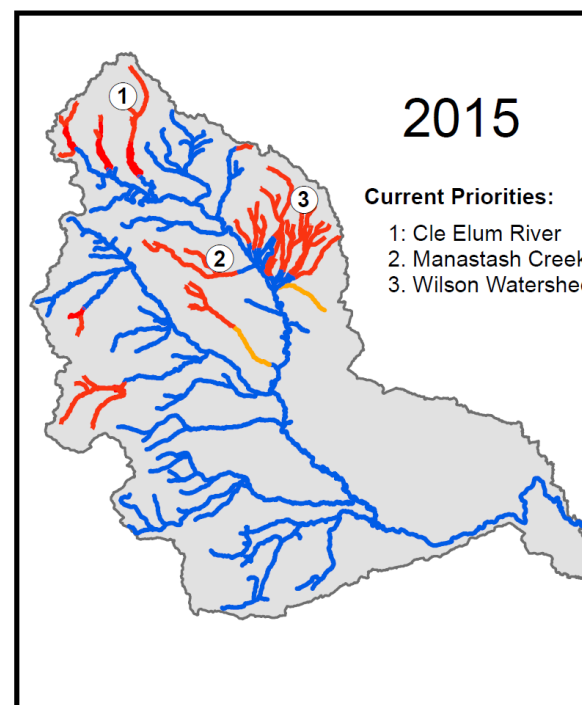 1
2015
Current Priorities:
3
1: Cle Elum River
2
2. Manastash Creek
3. Wilson Watershed